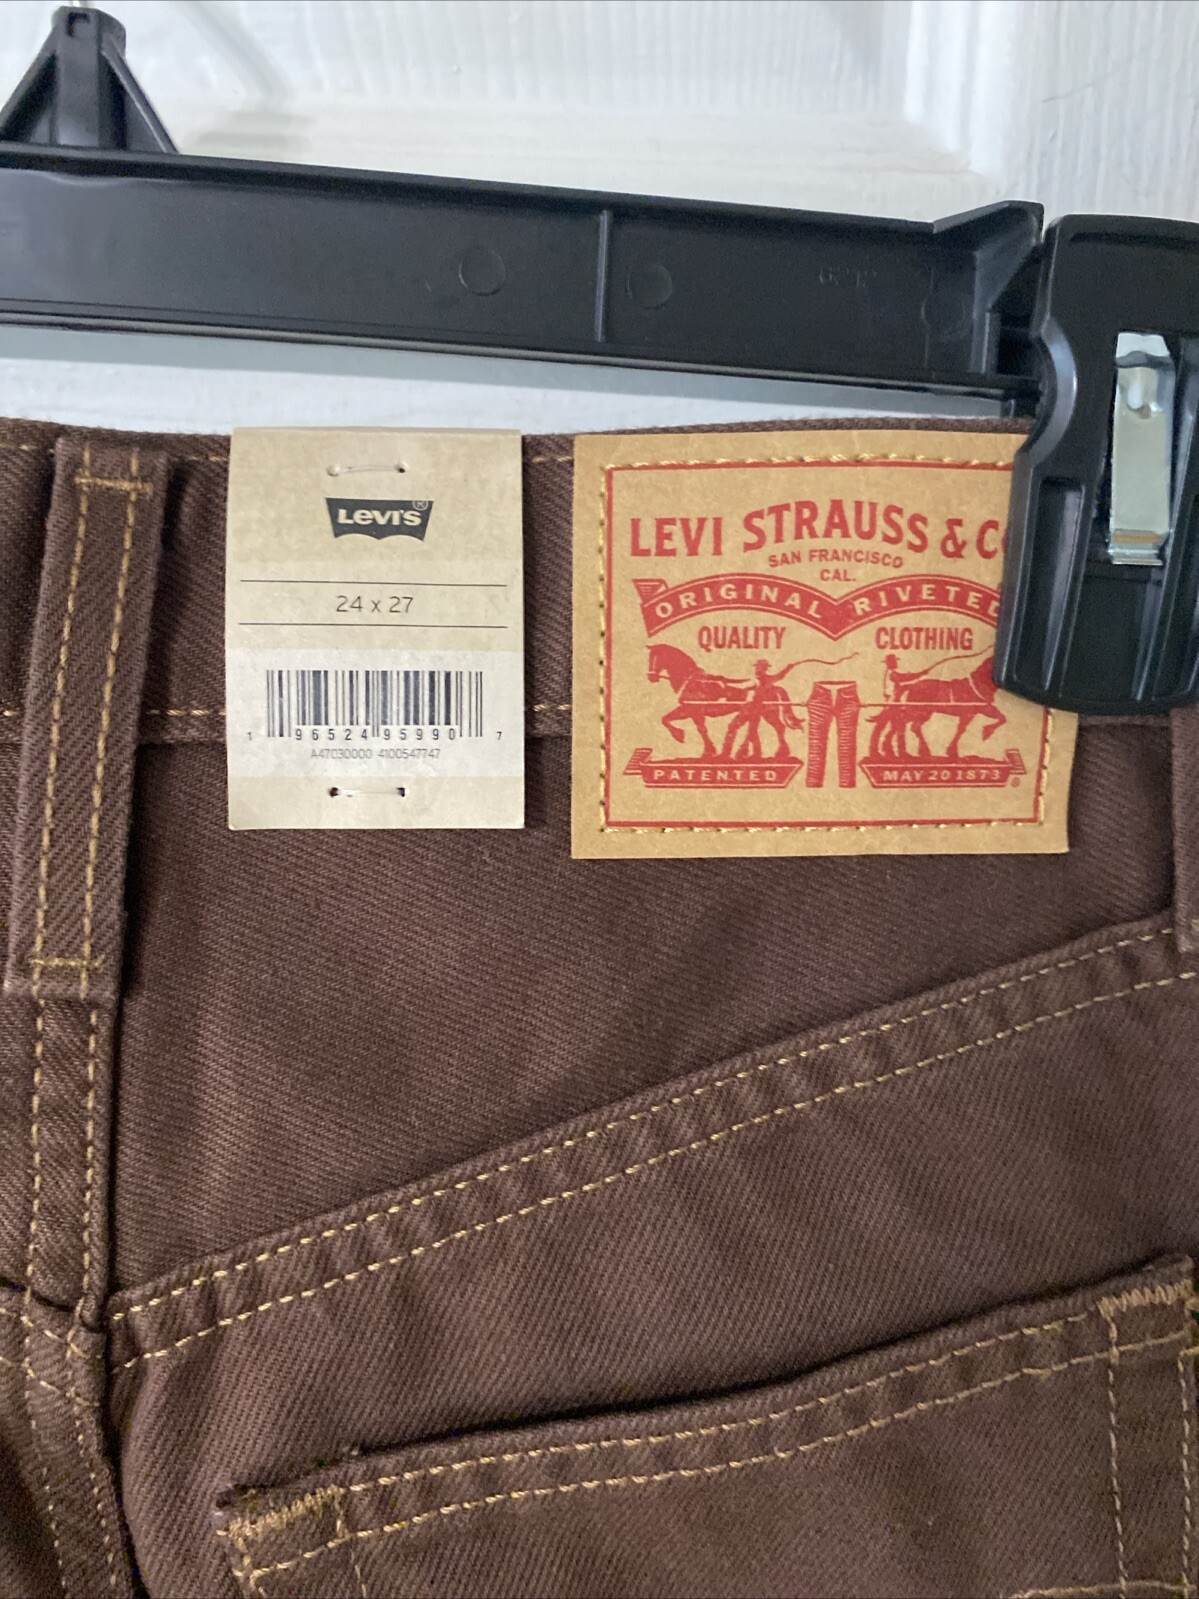 LEVI'S®
24 x 27
1 96524 95990 7
A47030000 4100547747
LEVI STRAUSS & C
SAN FRANCISCO
CAL.
ORIGINAL RIVETED
QUALITY CLOTHING
PATENTED MAY 20 1873
®